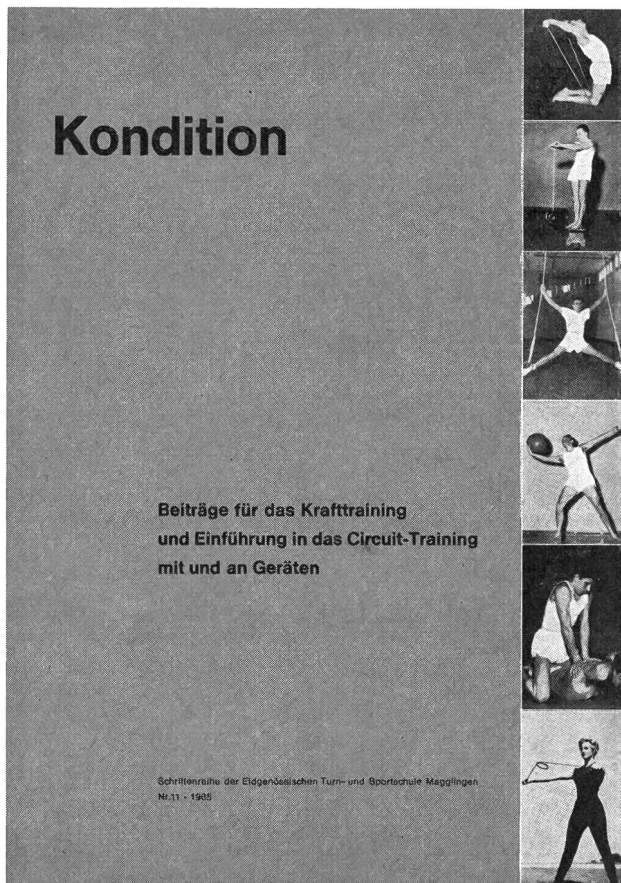 Kondition
Beiträge für das Krafttraining
und Einführung in das Circuit-Training
mit und an Geräten
Schriftenreihe der Eidgenössischen Turn- und Sportschule Magglingen
Nr.11 - 1965